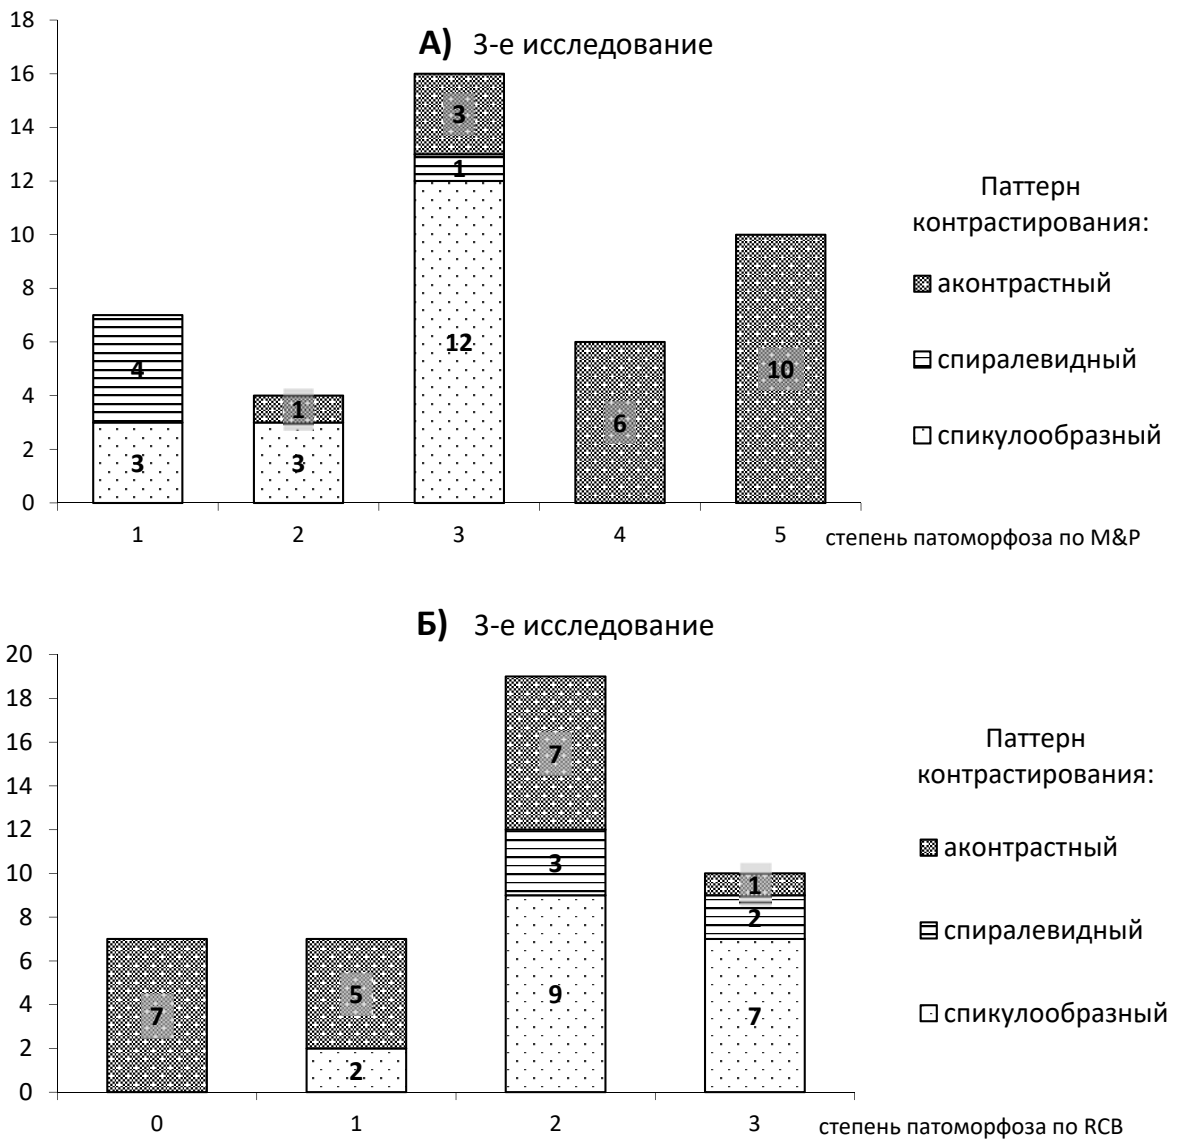 А) 3-е исследование
18
16
14
12
10
8
6
4
2
0
3
1
4
12
10
1
6
3
3
1 2 3 4 5
степень патоморфоза по M&P
Паттерн
контрастирования:
аконтрастный
спиралевидный
спикулообразный
Б) 3-е исследование
20
18
16
14
12
10
8
6
4
2
0
7
1
3
2
5
9
7
7
2
0 1 2 3
степень патоморфоза по RCB
Паттерн
контрастирования:
аконтрастный
спиралевидный
спикулообразный